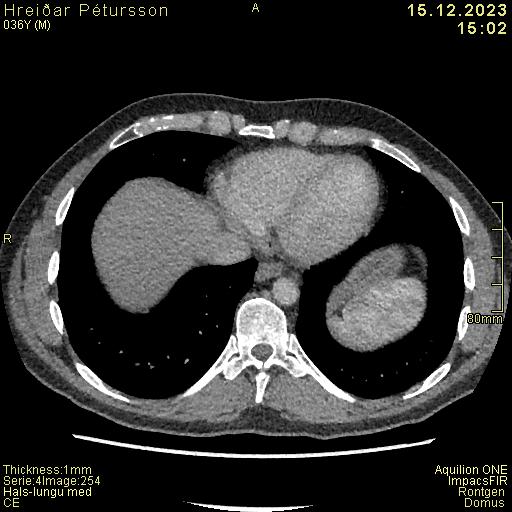 Hreiðar Pétursson
036Y (M)
A
15.12.2023
15:02
R
80mm
Thickness:1mm
Serie:4Image:254
Hals-lungu med
CE
Aquilion ONE
ImpacsFIR
Rontgen
Domus